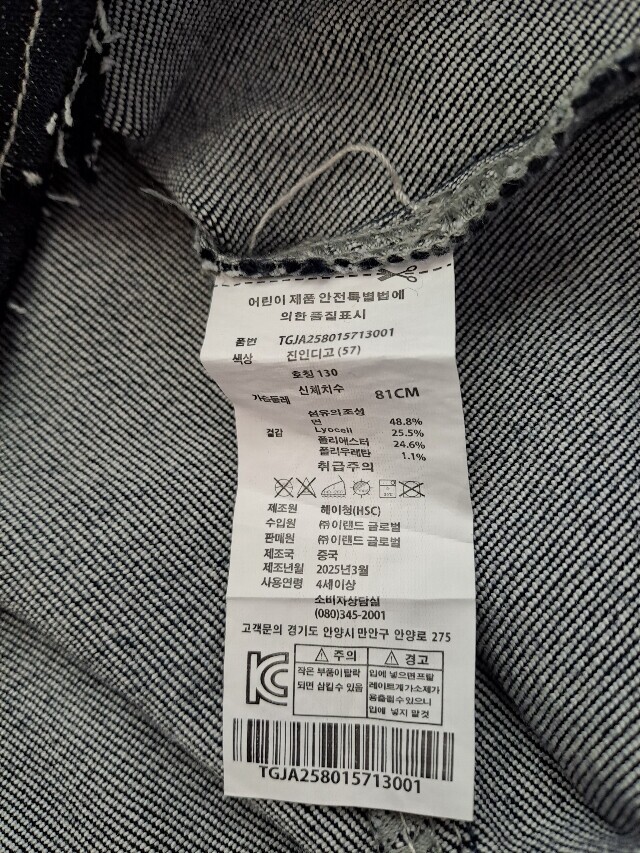 어린이 제품 안전특별법에
의한 품질표시
품번 TGJA258015713001
색상 진인디고 (57)
호칭 130
신체치수
가슴둘레 81CM
섬유의조성
면 48.8%
겉감 Lyocell 25.5%
폴리에스터 24.6%
폴리우레탄 1.1%
취급주의
제조원 헤이청(HSC)
수입원 ㈜이랜드 글로벌
판매원 ㈜이랜드 글로벌
제조국 중국
제조년월 2025년3월
사용연령 4세이상
소비자상담실
(080)345-2001
고객문의 경기도 안양시 만안구 안양로 275
주의
작은 부품이 탈락
되면 삼킬 수 있음
경고
입에 넣으면 프탈
레이트계 가소제가
용출될 수 있으니
입에 넣지 말 것
TGJA258015713001